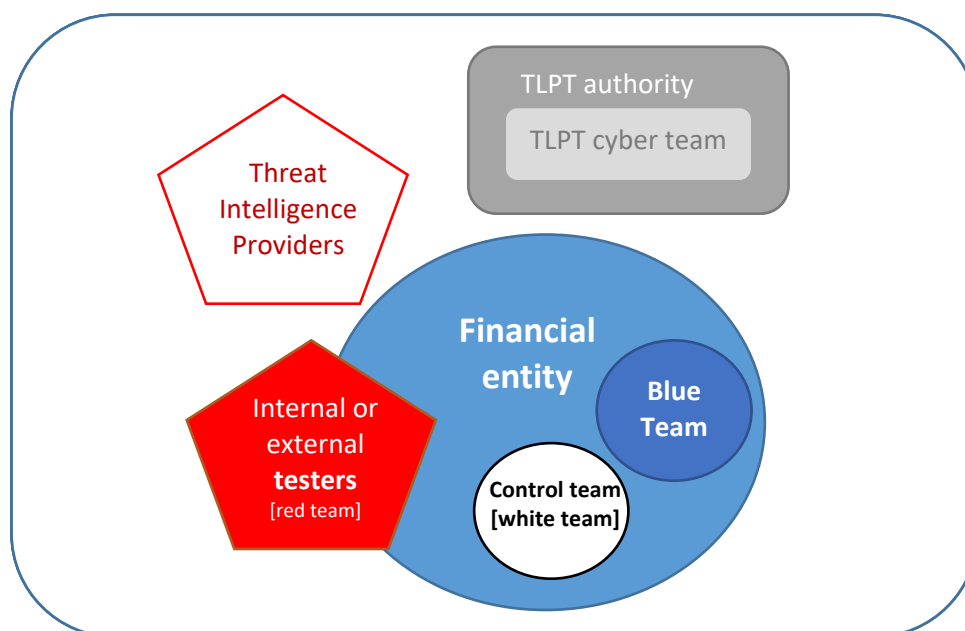 TLPT authority
TLPT cyber team
Threat
Intelligence
Providers
Financial
entity
Blue
Team
Internal or
external
testers
[red team]
Control team
[white team]